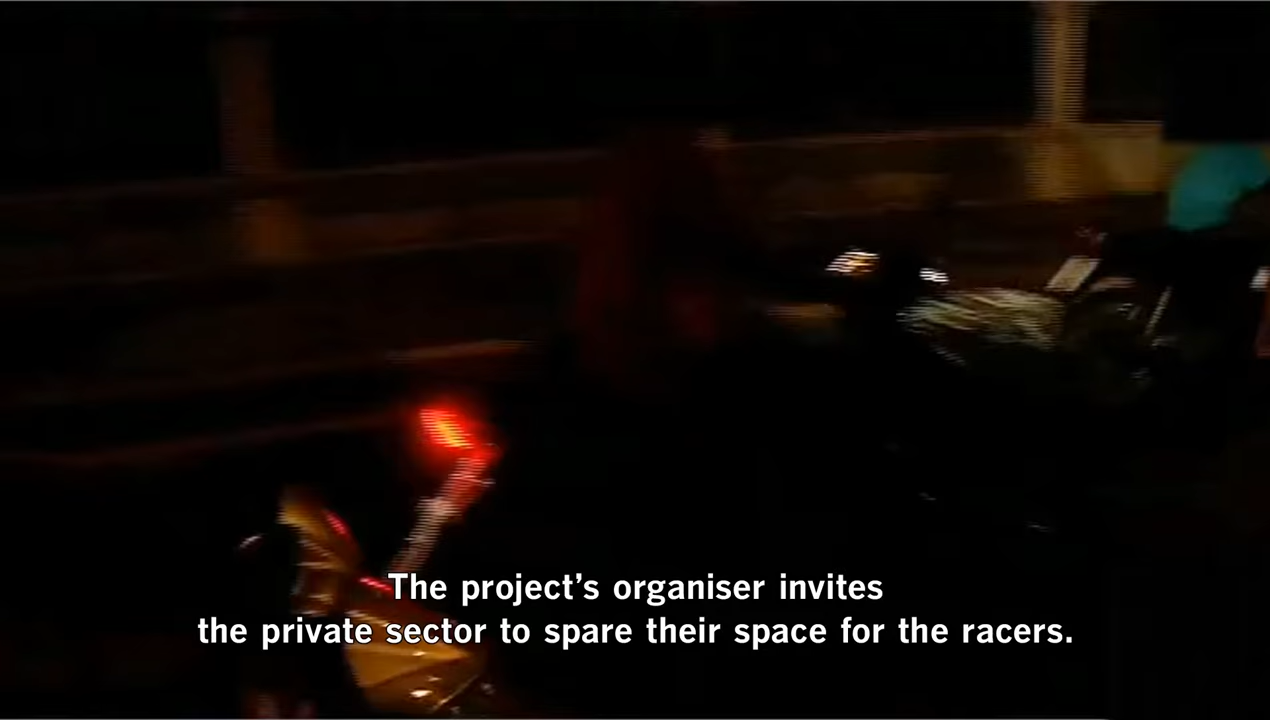 The project's organiser invites
the private sector to spare their space for the racers.